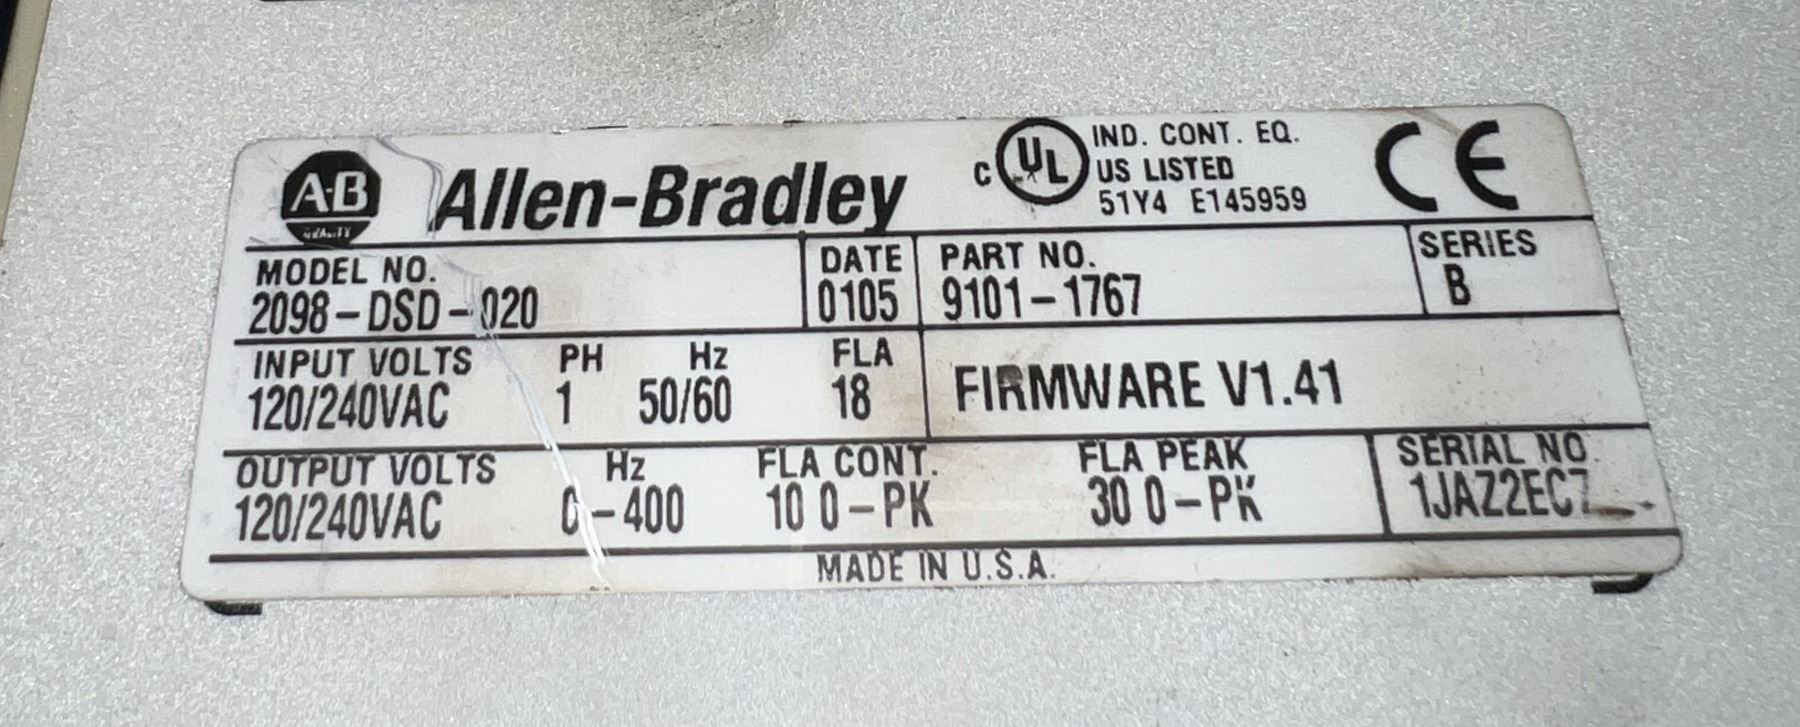 A-B
QUALITY
Allen-Bradley
C UL IND. CONT. EQ.
US LISTED
51Y4 E145959
CE
MODEL NO. DATE PART NO. SERIES
2098-DSD-020 0105 9101-1767 B
INPUT VOLTS PH Hz FLA
120/240VAC 1 50/60 18 FIRMWARE V1.41
OUTPUT VOLTS Hz FLA CONT. FLA PEAK SERIAL NO.
120/240VAC 0-400 10 0-PK 30 0-PK
MADE IN U.S.A.